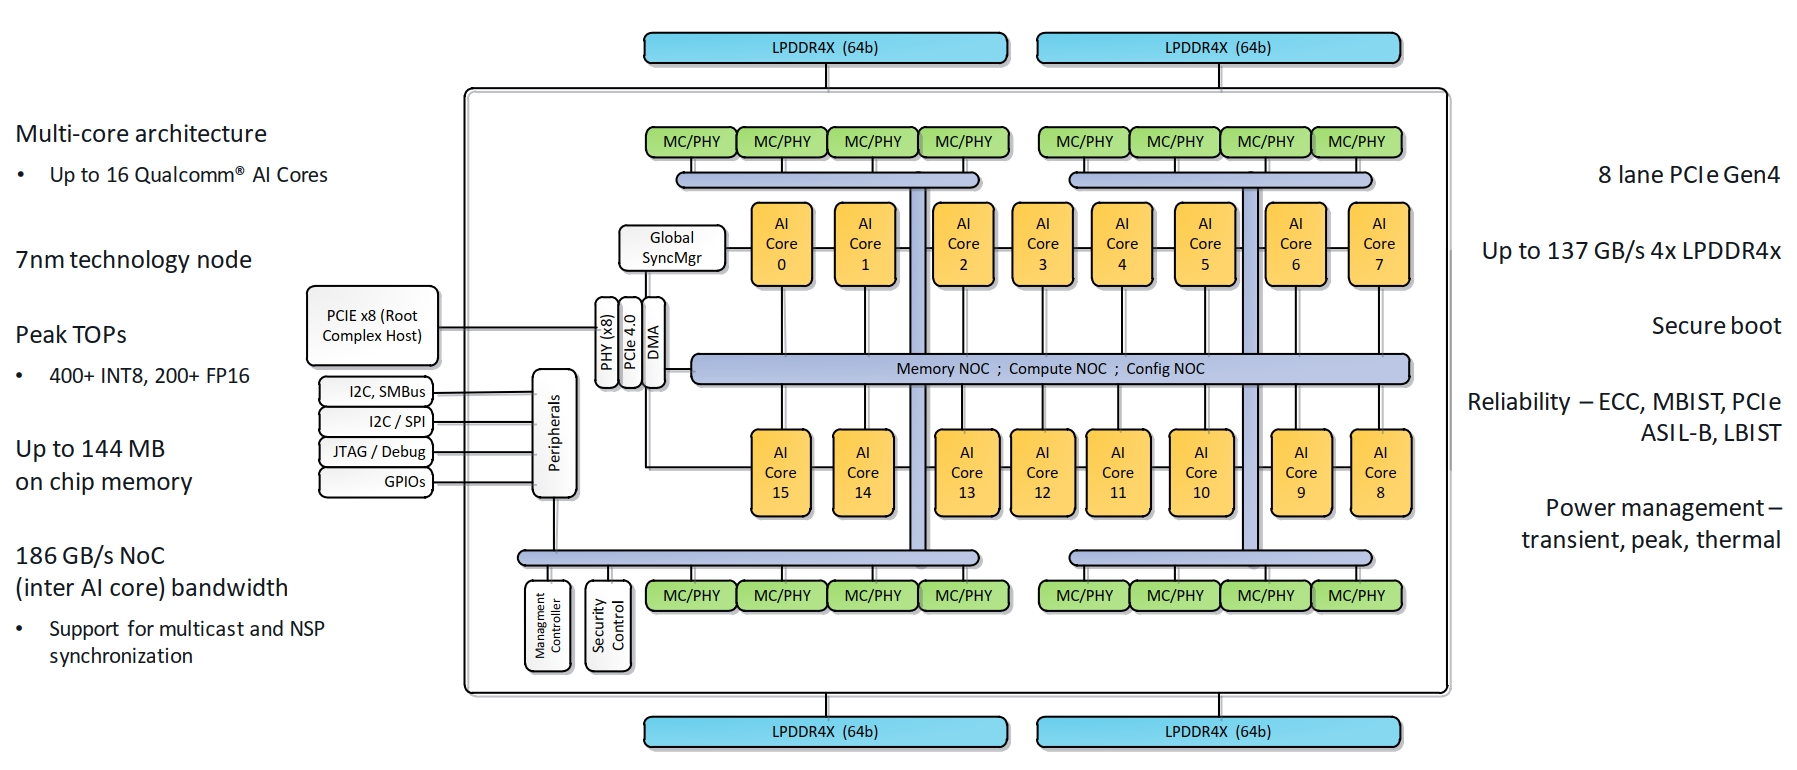 LPDDR4X (64b)
LPDDR4X (64b)
Multi-core architecture
• Up to 16 Qualcomm® AI Cores
7nm technology node
Peak TOPs
• 400+ INT8, 200+ FP16
Up to 144 MB
on chip memory
186 GB/s NoC
(inter AI core) bandwidth
• Support for multicast and NSP
synchronization
PCIE x8 (Root
Complex Host)
I2C, SMBus
I2C / SPI
JTAG / Debug
GPIOs
Peripherals
MC/PHY MC/PHY MC/PHY MC/PHY
MC/PHY MC/PHY MC/PHY MC/PHY
Global
SyncMgr
PHY (x8)
PCIe 4.0
DMA
AI
Core
0
AI
Core
1
AI
Core
2
AI
Core
3
AI
Core
4
AI
Core
5
AI
Core
6
AI
Core
7
Memory NOC ; Compute NOC ; Config NOC
AI
Core
15
AI
Core
14
AI
Core
13
AI
Core
12
AI
Core
11
AI
Core
10
AI
Core
9
AI
Core
8
Managment
Controller
Security
Control
MC/PHY MC/PHY MC/PHY MC/PHY
MC/PHY MC/PHY MC/PHY MC/PHY
LPDDR4X (64b)
LPDDR4X (64b)
8 lane PCIe Gen4
Up to 137 GB/s 4x LPDDR4x
Secure boot
Reliability – ECC, MBIST, PCIe
ASIL-B, LBIST
Power management –
transient, peak, thermal